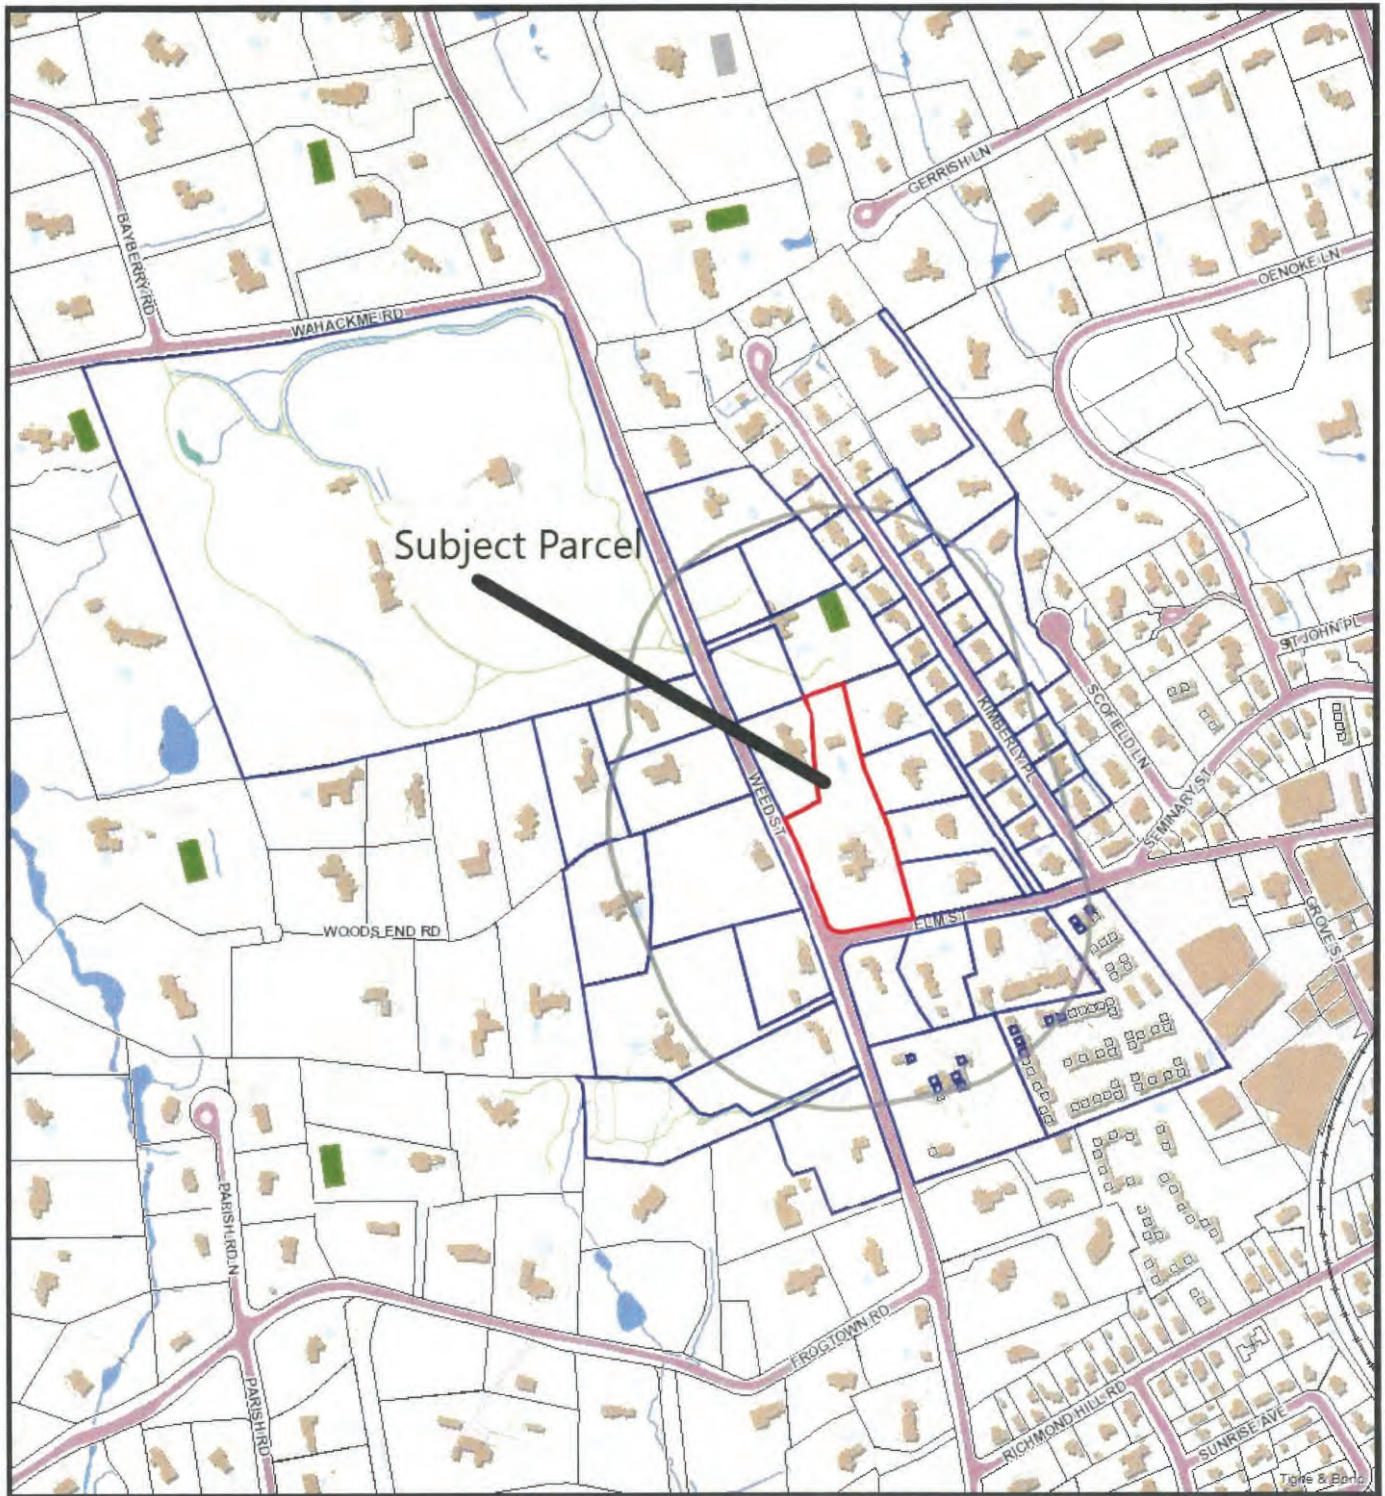 GERRISH LN
BAYBERRY RD
OENOKE LN
WAHACKME RD
Subject Parcel
ST JOHN PL
SCOFIELD LN
KIMBERLY PL
WEED ST
SEMINARY ST
ELM ST
GROVE ST
WOODS END RD
PARISH RD N
FROGTOWN RD
PARISH RD
RICHMOND HILL RD
SUNRISE AVE
Tighe & Bond